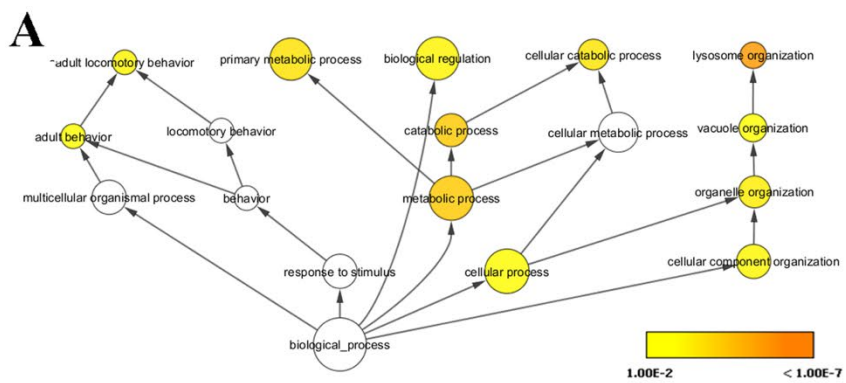 A
adult locomotory behavior
primary metabolic process
biological regulation
cellular catabolic process
lysosome organization
adult behavior
locomotory behavior
catabolic process
cellular metabolic process
vacuole organization
multicellular organismal process
behavior
metabolic process
organelle organization
response to stimulus
cellular process
cellular component organization
biological_process
1.00E-2
< 1.00E-7